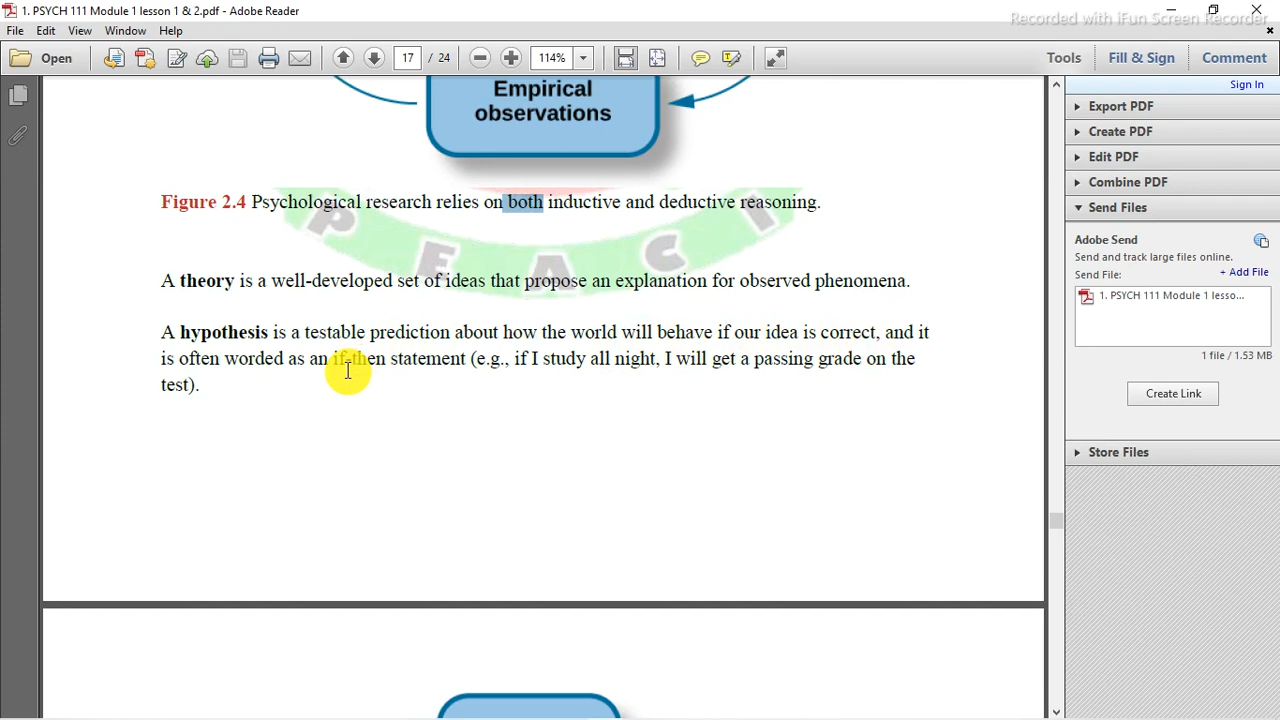 1. PSYCH 111 Module 1 lesson 1 & 2.pdf - Adobe Reader
Recorded with iFun Screen Recorder
File Edit View Window Help
Open 17 / 24 114% Tools Fill & Sign Comment
Sign In
Export PDF
Create PDF
Edit PDF
Combine PDF
Send Files
Adobe Send
Send and track large files online.
Send File: + Add File
1. PSYCH 111 Module 1 lesso...
1 file / 1.53 MB
Create Link
Store Files
Empirical
observations
Figure 2.4 Psychological research relies on both inductive and deductive reasoning.
PEACI
A theory is a well-developed set of ideas that propose an explanation for observed phenomena.
A hypothesis is a testable prediction about how the world will behave if our idea is correct, and it
is often worded as an if-then statement (e.g., if I study all night, I will get a passing grade on the
test).